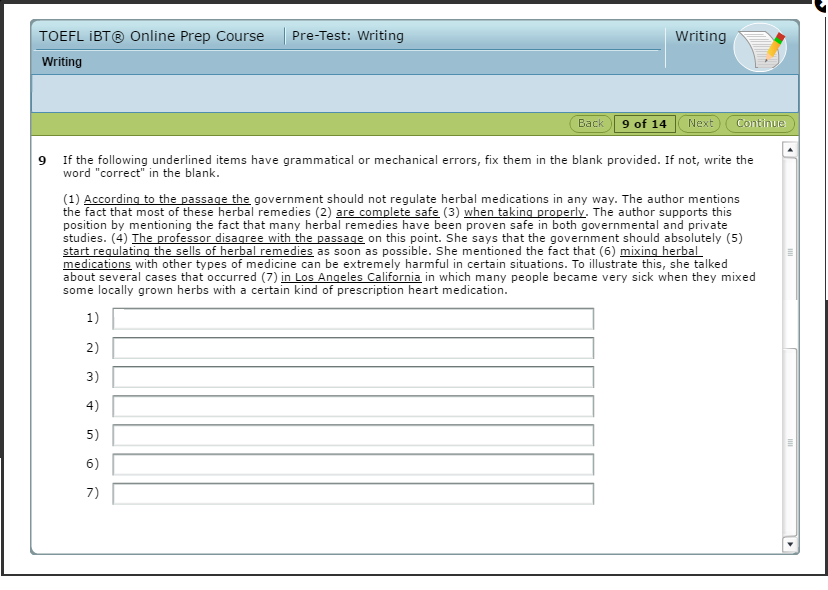 TOEFL iBT® Online Prep Course Pre-Test: Writing Writing
Writing
Back 9 of 14 Next Continue
9 If the following underlined items have grammatical or mechanical errors, fix them in the blank provided. If not, write the
word "correct" in the blank.
(1) According to the passage the government should not regulate herbal medications in any way. The author mentions
the fact that most of these herbal remedies (2) are complete safe (3) when taking properly. The author supports this
position by mentioning the fact that many herbal remedies have been proven safe in both governmental and private
studies. (4) The professor disagree with the passage on this point. She says that the government should absolutely (5)
start regulating the sells of herbal remedies as soon as possible. She mentioned the fact that (6) mixing herbal
medications with other types of medicine can be extremely harmful in certain situations. To illustrate this, she talked
about several cases that occurred (7) in Los Angeles California in which many people became very sick when they mixed
some locally grown herbs with a certain kind of prescription heart medication.
1)
2)
3)
4)
5)
6)
7)